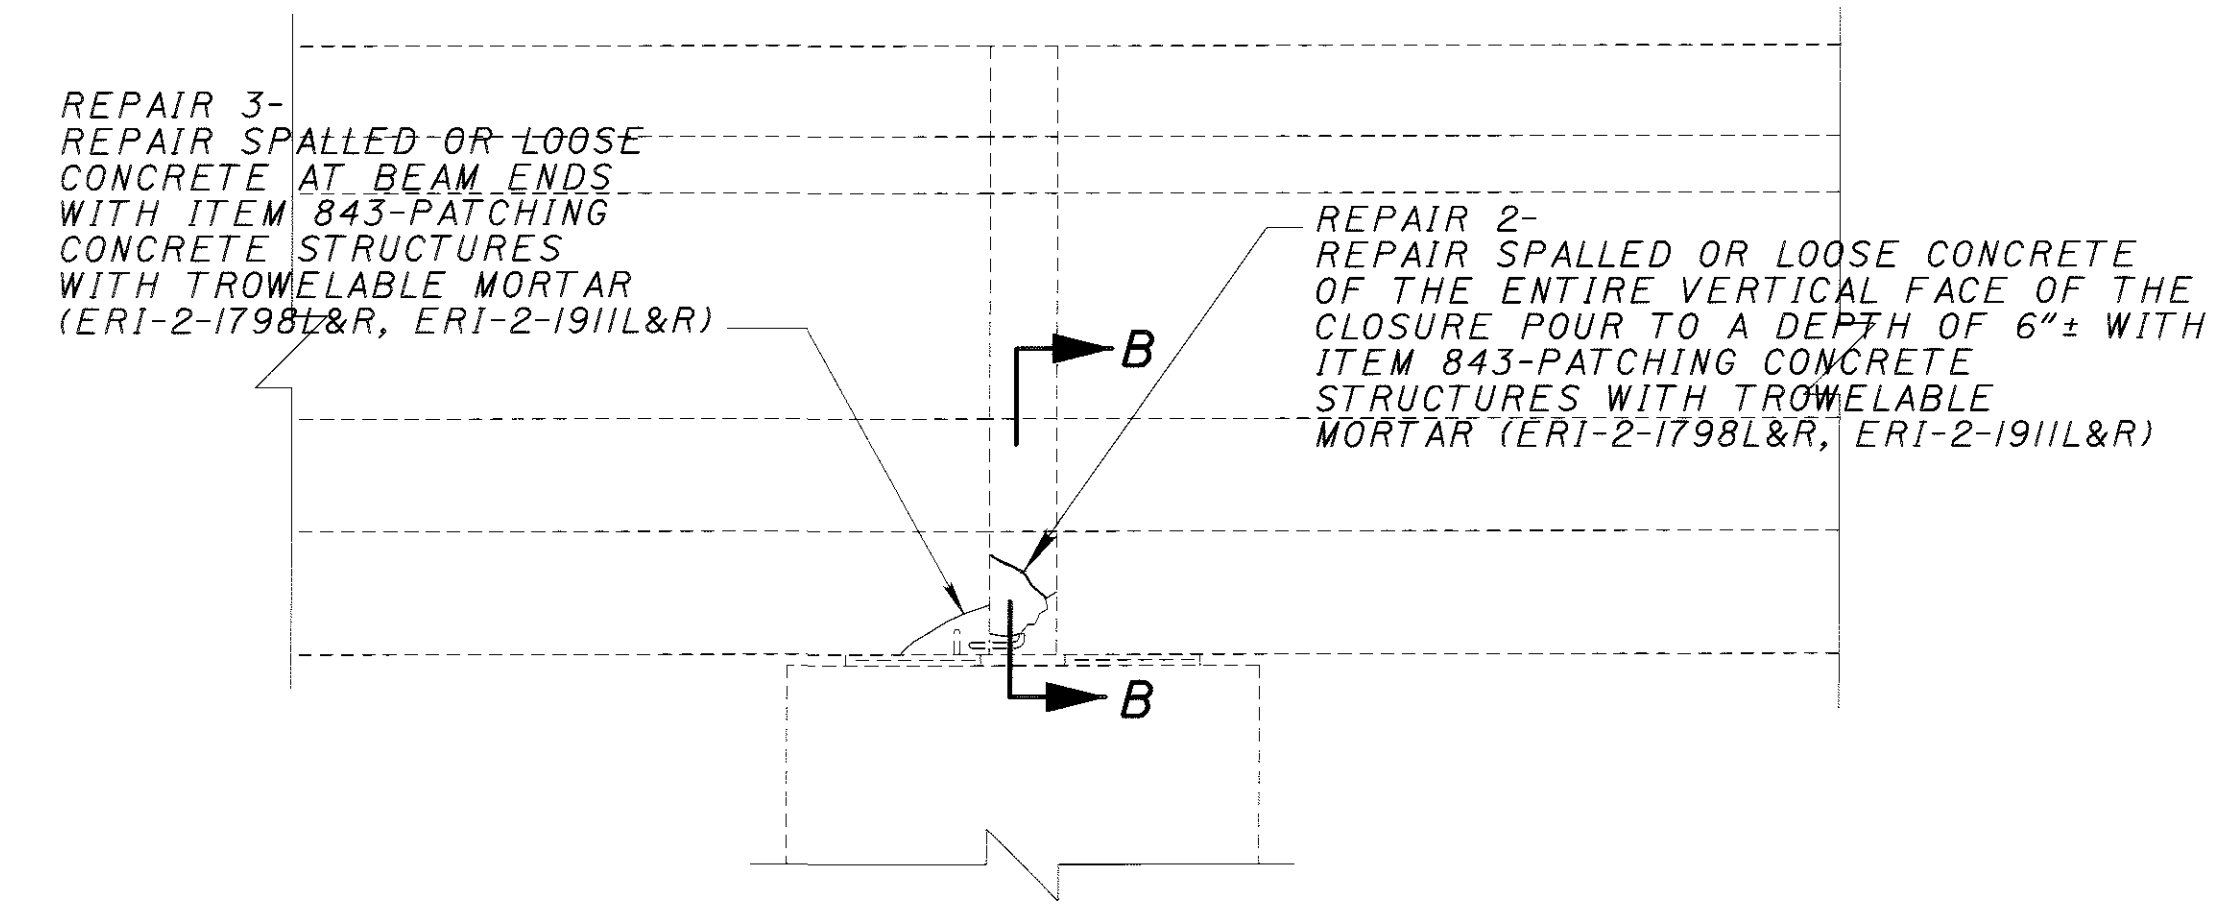 REPAIR 3-
REPAIR SPALLED OR LOOSE
CONCRETE AT BEAM ENDS
WITH ITEM 843-PATCHING
CONCRETE STRUCTURES
WITH TROWELABLE MORTAR
(ERI-2-1798L&R, ERI-2-1911L&R)
REPAIR 2-
REPAIR SPALLED OR LOOSE CONCRETE
OF THE ENTIRE VERTICAL FACE OF THE
CLOSURE POUR TO A DEPTH OF 6"± WITH
ITEM 843-PATCHING CONCRETE
STRUCTURES WITH TROWELABLE
MORTAR (ERI-2-1798L&R, ERI-2-1911L&R)
B
B